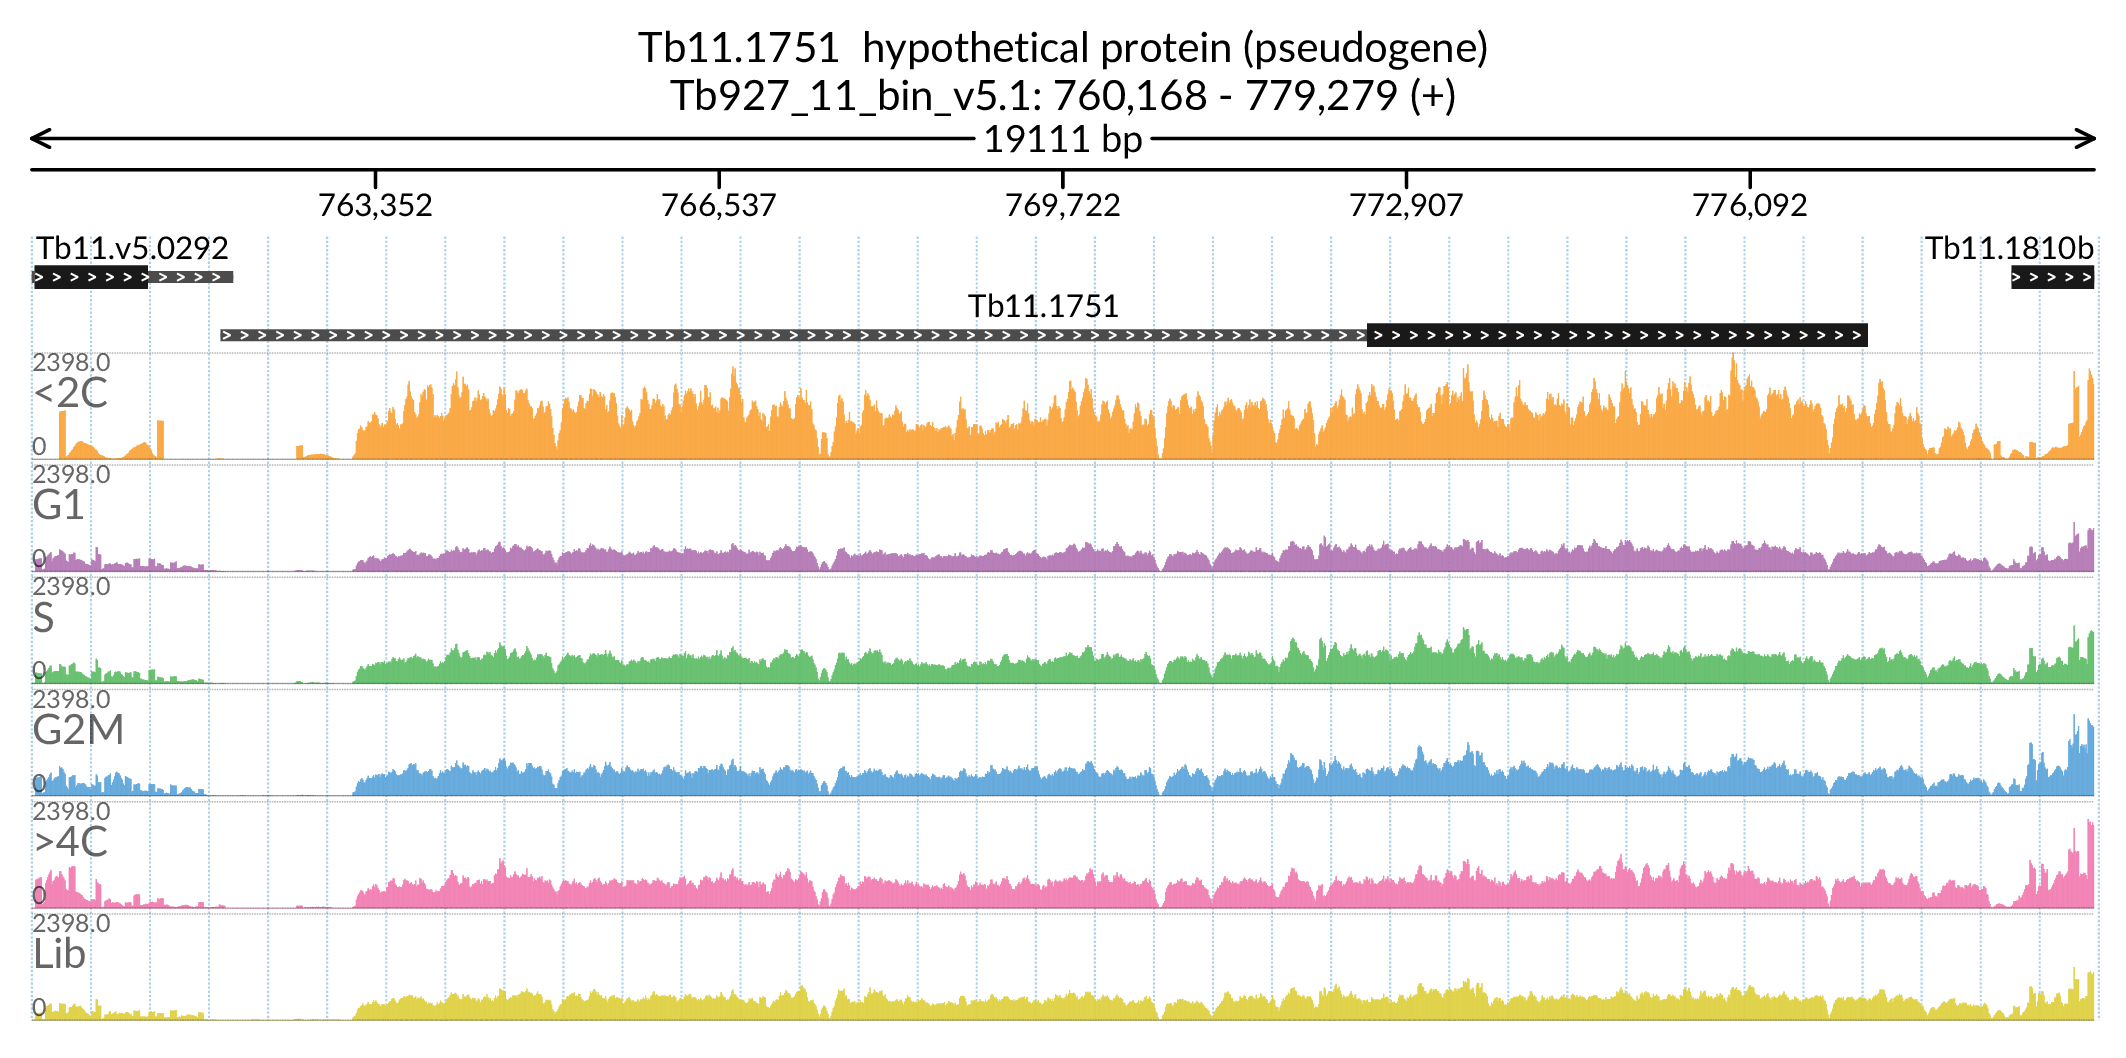 Tb11.1751 hypothetical protein (pseudogene)
Tb927_11_bin_v5.1: 760,168 - 779,279 (+)
19111 bp
763,352 766,537 769,722 772,907 776,092
Tb11.v5.0292 Tb11.1810b
Tb11.1751
2398.0
<2C
0
2398.0
G1
0
2398.0
S
0
2398.0
G2M
0
2398.0
>4C
0
2398.0
Lib
0